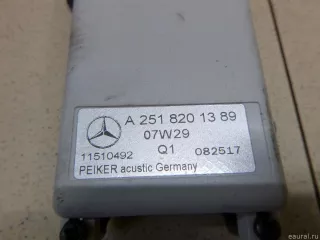 A 251 820 13 89
07W29
11510492 Q1 082517
PEIKER acustic Germany
© eaural.ru